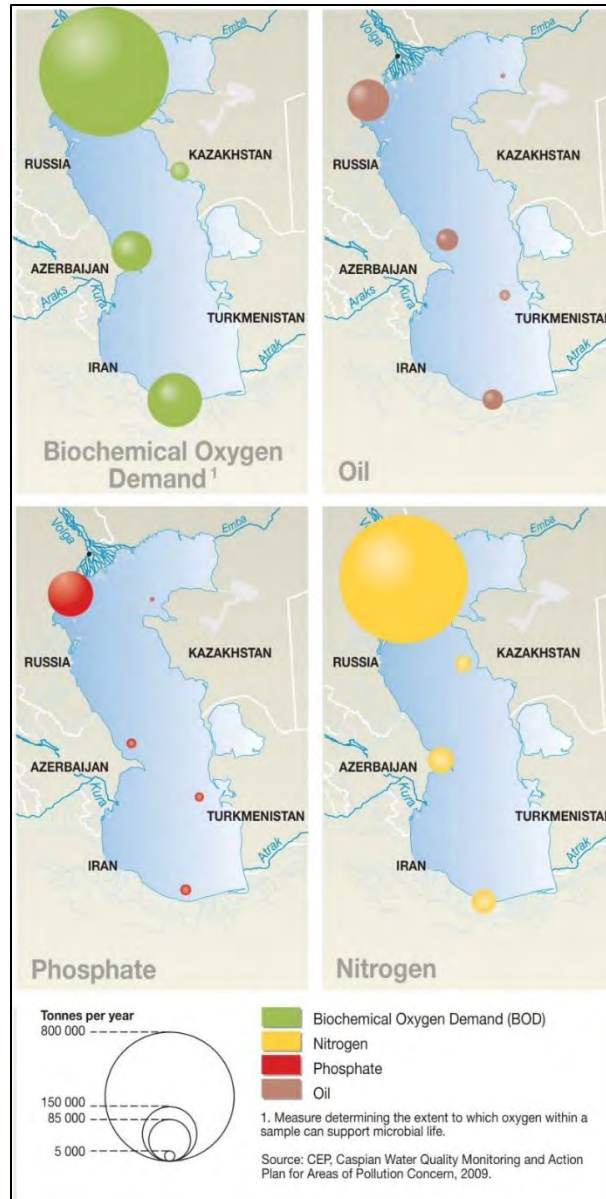 Volga
Emba
RUSSIA
KAZAKHSTAN
AZERBAIJAN
Araks
Kura
TURKMENISTAN
IRAN
Atrak
Biochemical Oxygen
Demand 1
Volga
Emba
RUSSIA
KAZAKHSTAN
AZERBAIJAN
Araks
Kura
TURKMENISTAN
IRAN
Atrak
Oil
Volga
Emba
RUSSIA
KAZAKHSTAN
AZERBAIJAN
Kura
TURKMENISTAN
IRAN
Atrak
Phosphate
Emba
RUSSIA
KAZAKHSTAN
AZERBAIJAN
Kura
TURKMENISTAN
IRAN
Atrak
Nitrogen
Tonnes per year
800 000
150 000
85 000
5 000
Biochemical Oxygen Demand (BOD)
Nitrogen
Phosphate
Oil
1. Measure determining the extent to which oxygen within a
sample can support microbial life.
Source: CEP, Caspian Water Quality Monitoring and Action
Plan for Areas of Pollution Concern, 2009.